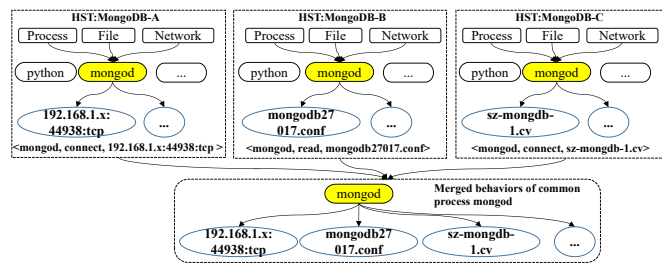 HST:MongoDB-A
Process File Network
python mongod ...
192.168.1.x:
44938:tcp
...
<mongod, connect, 192.168.1.x:44938:tcp >
HST:MongoDB-B
Process File Network
python mongod ...
mongodb27
017.conf
...
<mongod, read, mongodb27017.conf>
HST:MongoDB-C
Process File Network
python mongod ...
sz-mongdb-
1.cv
...
<mongod, connect, sz-mongdb-1.cv>
mongod
Merged behaviors of common
process mongod
192.168.1.x:
44938:tcp
mongodb27
017.conf
sz-mongdb-
1.cv
...